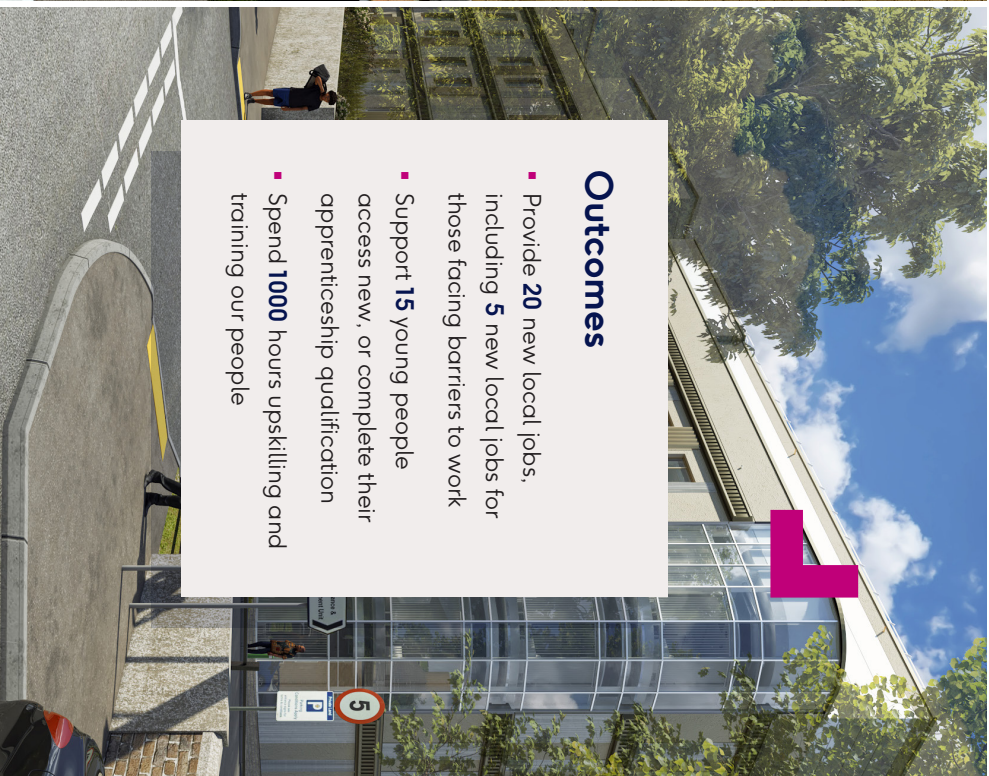 Outcomes
▪ Provide 20 new local jobs,
including 5 new local jobs for
those facing barriers to work
▪ Support 15 young people
access new, or complete their
apprenticeship qualification
▪ Spend 1000 hours upskilling and
training our people
5